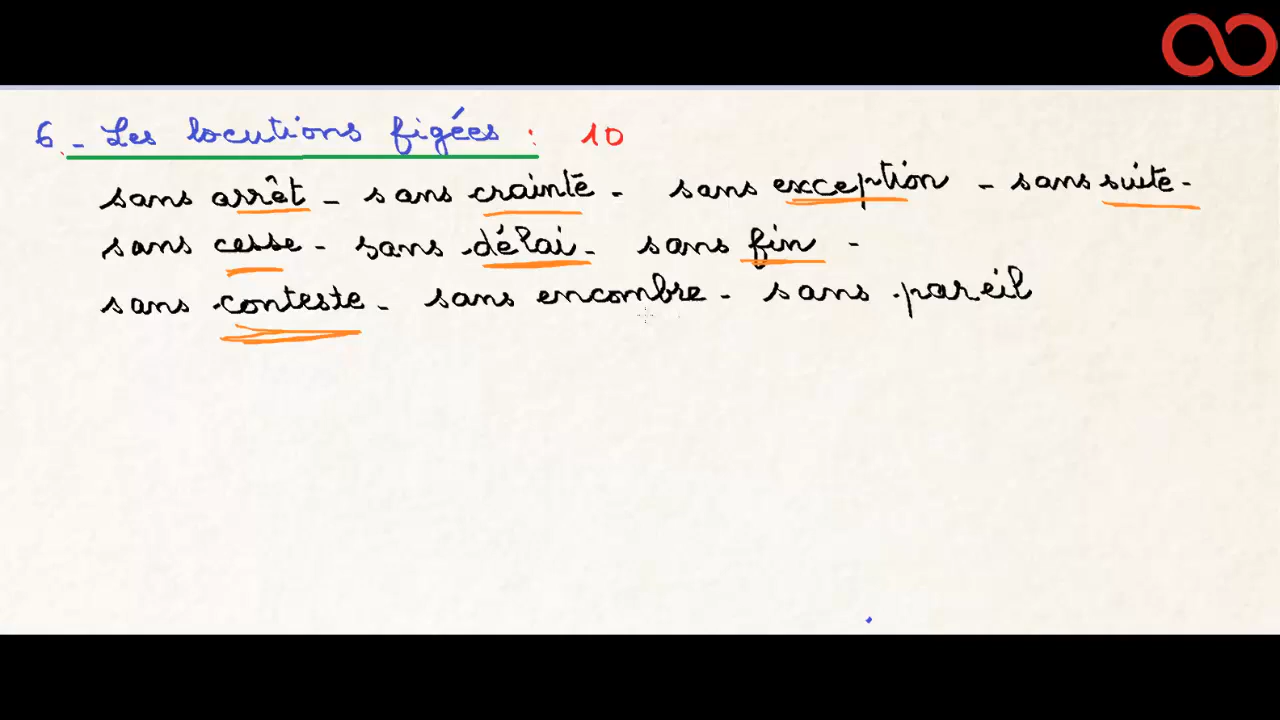 6. - Les locutions figées : 10
sans arrêt - sans crainte - sans exception - sans suite -
sans cesse - sans délai - sans fin -
sans conteste - sans encombre - sans pareil